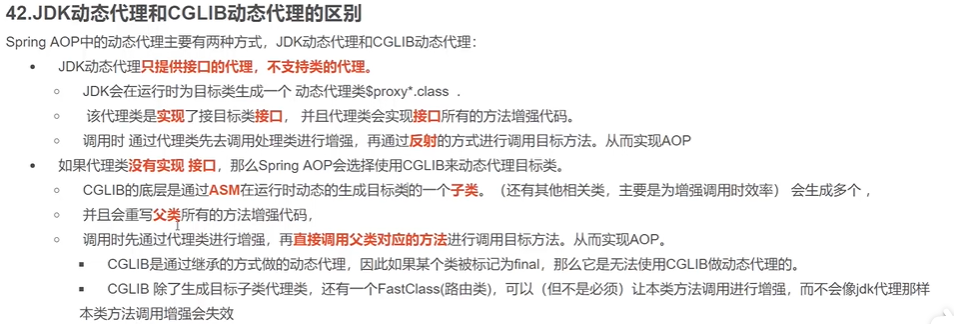 42.JDK动态代理和CGLIB动态代理的区别
Spring AOP中的动态代理主要有两种方式，JDK动态代理和CGLIB动态代理：
JDK动态代理只提供接口的代理，不支持类的代理。
JDK会在运行时为目标类生成一个 动态代理类$proxy*.class .
该代理类是实现了接目标类接口， 并且代理类会实现接口所有的方法增强代码。
调用时 通过代理类先去调用处理类进行增强，再通过反射的方式进行调用目标方法。从而实现AOP
如果代理类没有实现 接口，那么Spring AOP会选择使用CGLIB来动态代理目标类。
CGLIB的底层是通过ASM在运行时动态的生成目标类的一个子类。（还有其他相关类，主要是为增强调用时效率） 会生成多个 ，
并且会重写父类所有的方法增强代码，
调用时先通过代理类进行增强，再直接调用父类对应的方法进行调用目标方法。从而实现AOP。
CGLIB是通过继承的方式做的动态代理，因此如果某个类被标记为final，那么它是无法使用CGLIB做动态代理的。
CGLIB 除了生成目标子类代理类，还有一个FastClass(路由类)，可以（但不是必须）让本类方法调用进行增强，而不会像jdk代理那样
本类方法调用增强会失效